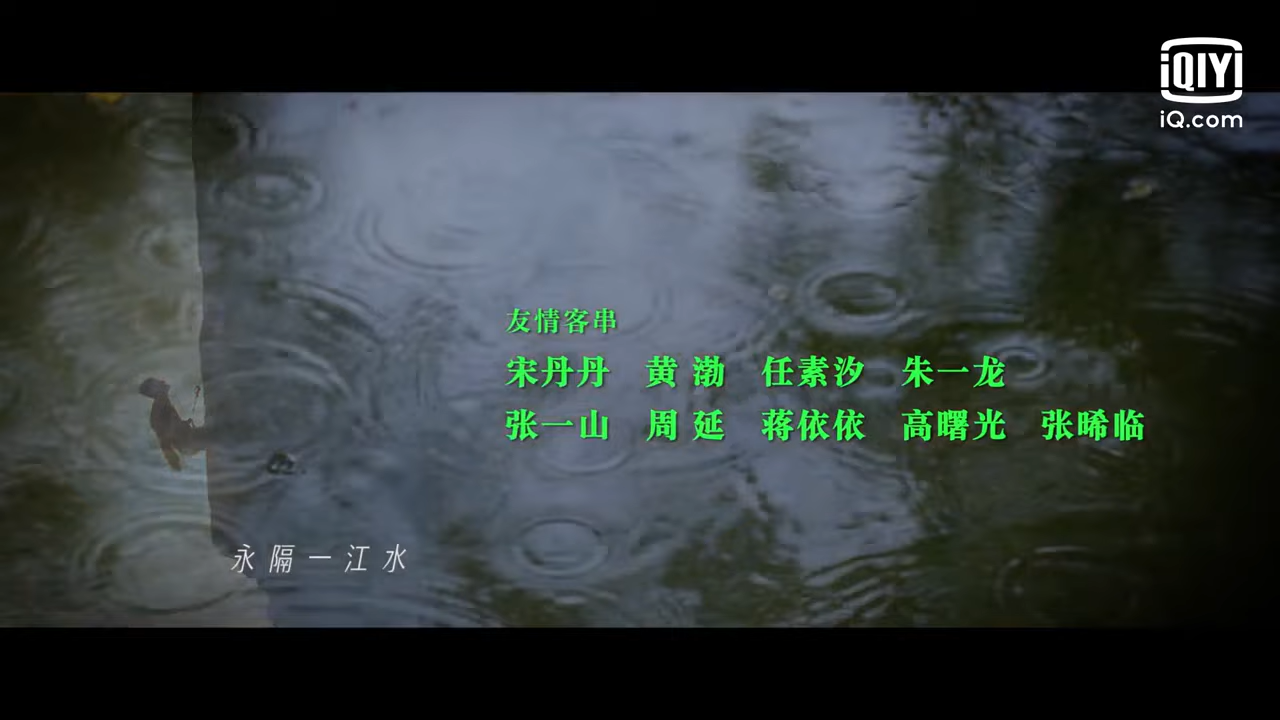 iQIYI
iQ.com
友情客串
宋丹丹 黄渤 任素汐 朱一龙
张一山 周延 蒋依依 高曙光 张晞临
永隔一江水